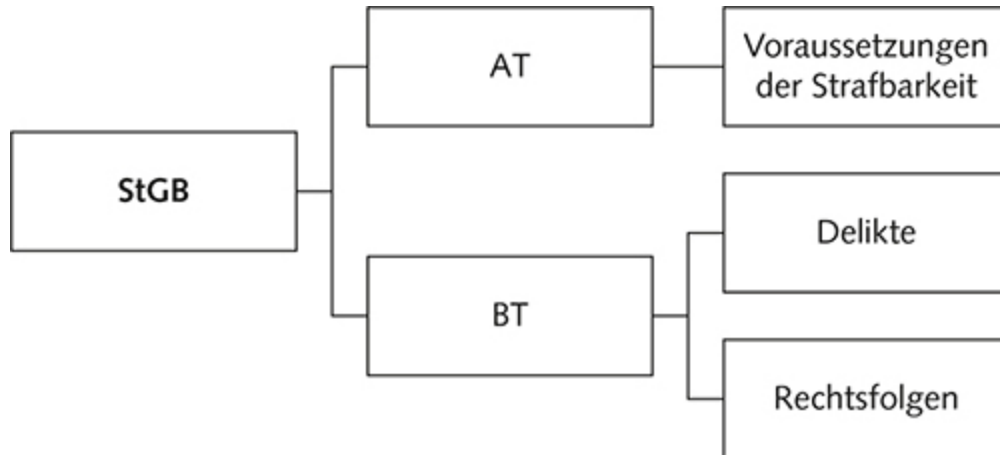 StGB
AT
Voraussetzungen
der Strafbarkeit
BT
Delikte
Rechtsfolgen